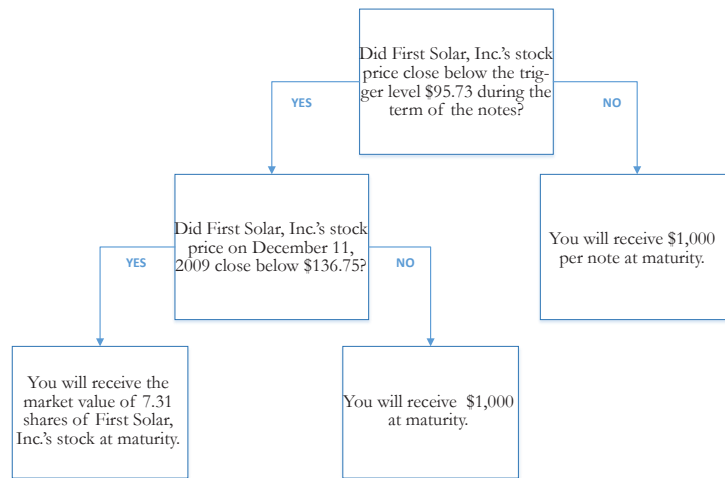 Did First Solar, Inc.'s stock
price close below the trig-
ger level $95.73 during the
term of the notes?
YES
NO
Did First Solar, Inc.'s stock
price on December 11,
2009 close below $136.75?
You will receive $1,000
per note at maturity.
YES
NO
You will receive the
market value of 7.31
shares of First Solar,
Inc.'s stock at maturity.
You will receive $1,000
at maturity.